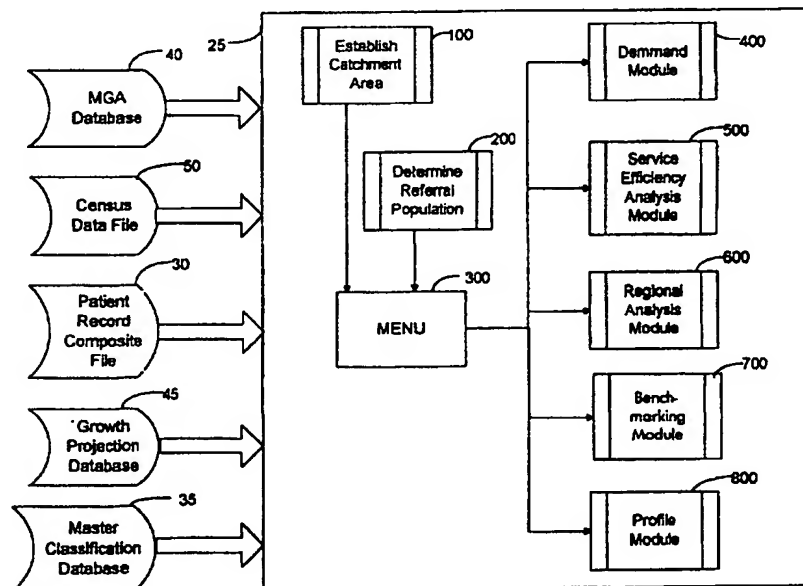 40
MGA
Database
50
Census
Data File
30
Patient
Record
Composite
File
45
Growth
Projection
Database
35
Master
Classification
Database
25
100
Establish
Catchment
Area
200
Determine
Referral
Population
300
MENU
400
Demmand
Module
500
Service
Efficiency
Analysis
Module
600
Regional
Analysis
Module
700
Bench-
marking
Module
800
Profile
Module